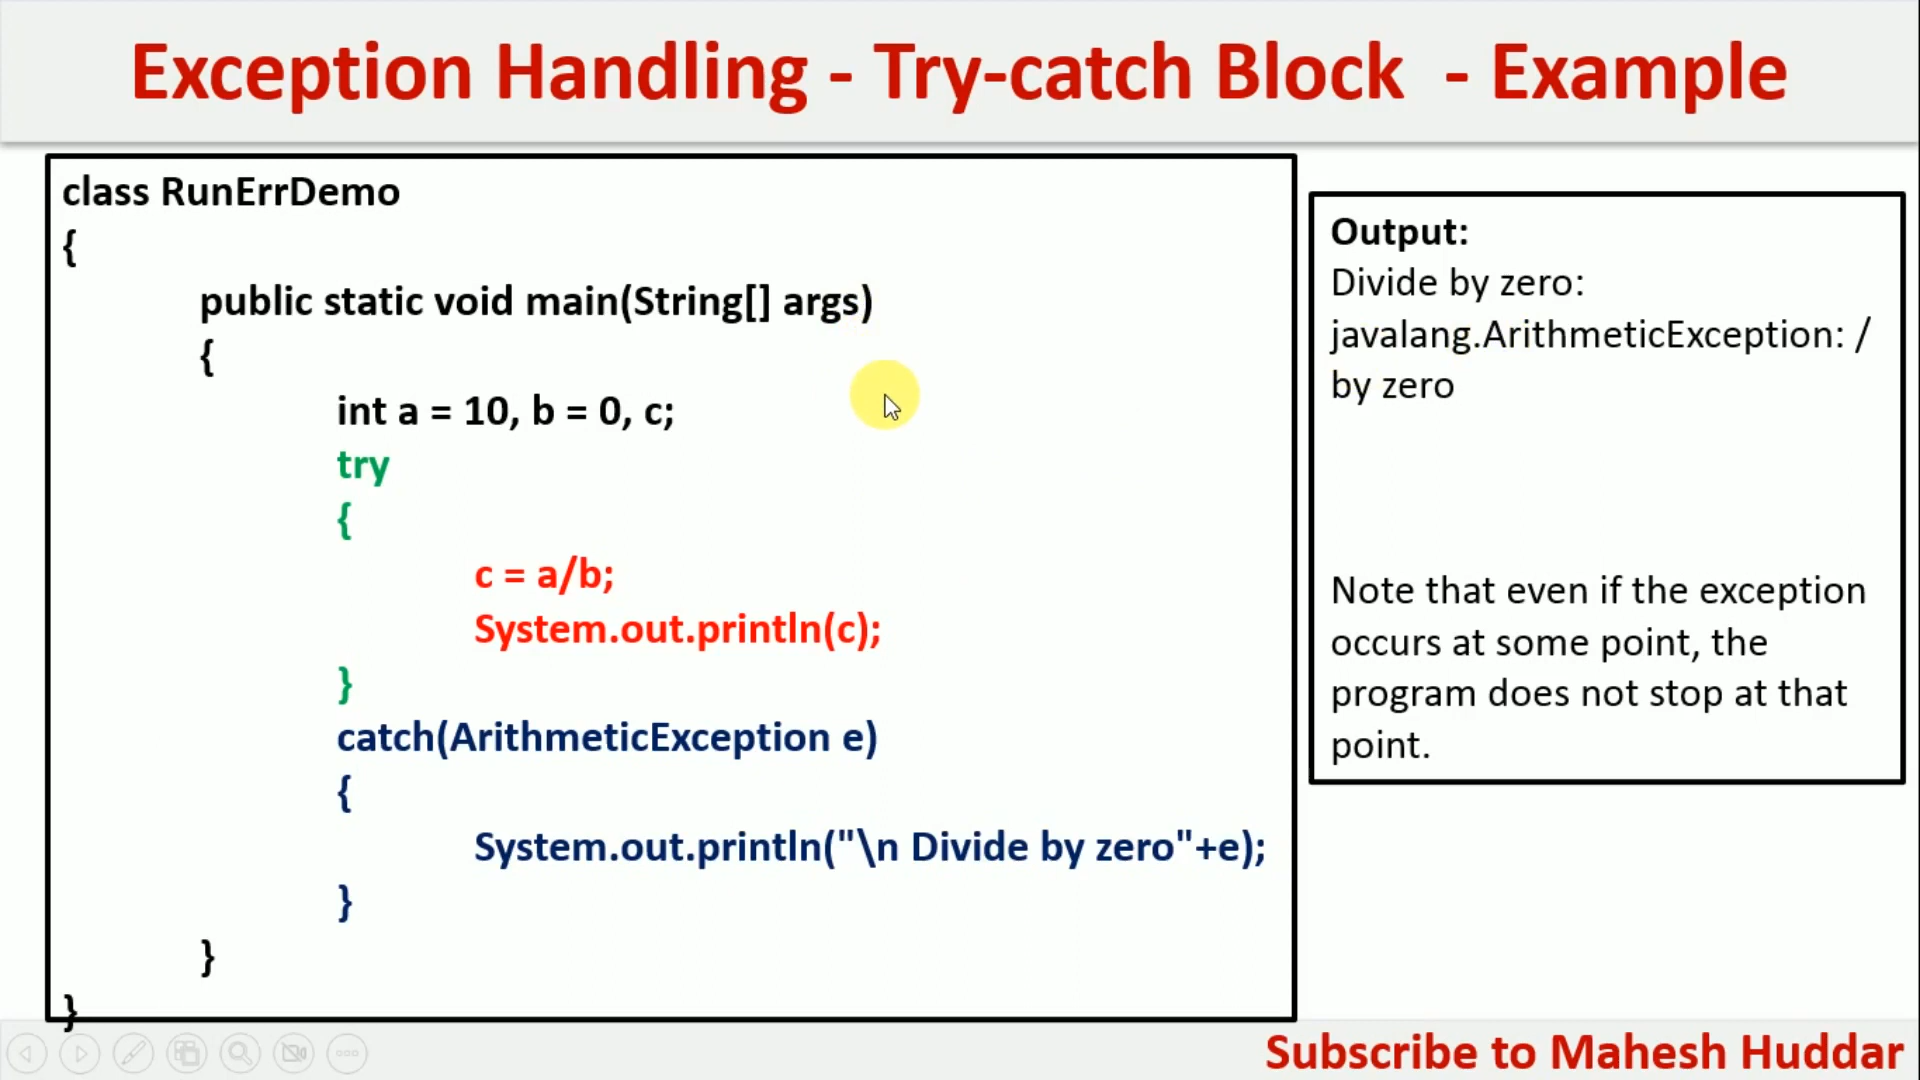 Exception Handling - Try-catch Block - Example
class RunErrDemo
{
public static void main(String[] args)
{
int a = 10, b = 0, c;
try
{
c = a/b;
System.out.println(c);
}
catch(ArithmeticException e)
{
System.out.println("\n Divide by zero"+e);
}
}
}
Output:
Divide by zero:
javalang.ArithmeticException: /
by zero
Note that even if the exception
occurs at some point, the
program does not stop at that
point.
Subscribe to Mahesh Huddar